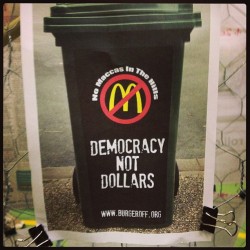 No Maccas In The Hills
DEMOCRACY
NOT
DOLLARS
WWW.BURGEROFF.ORG